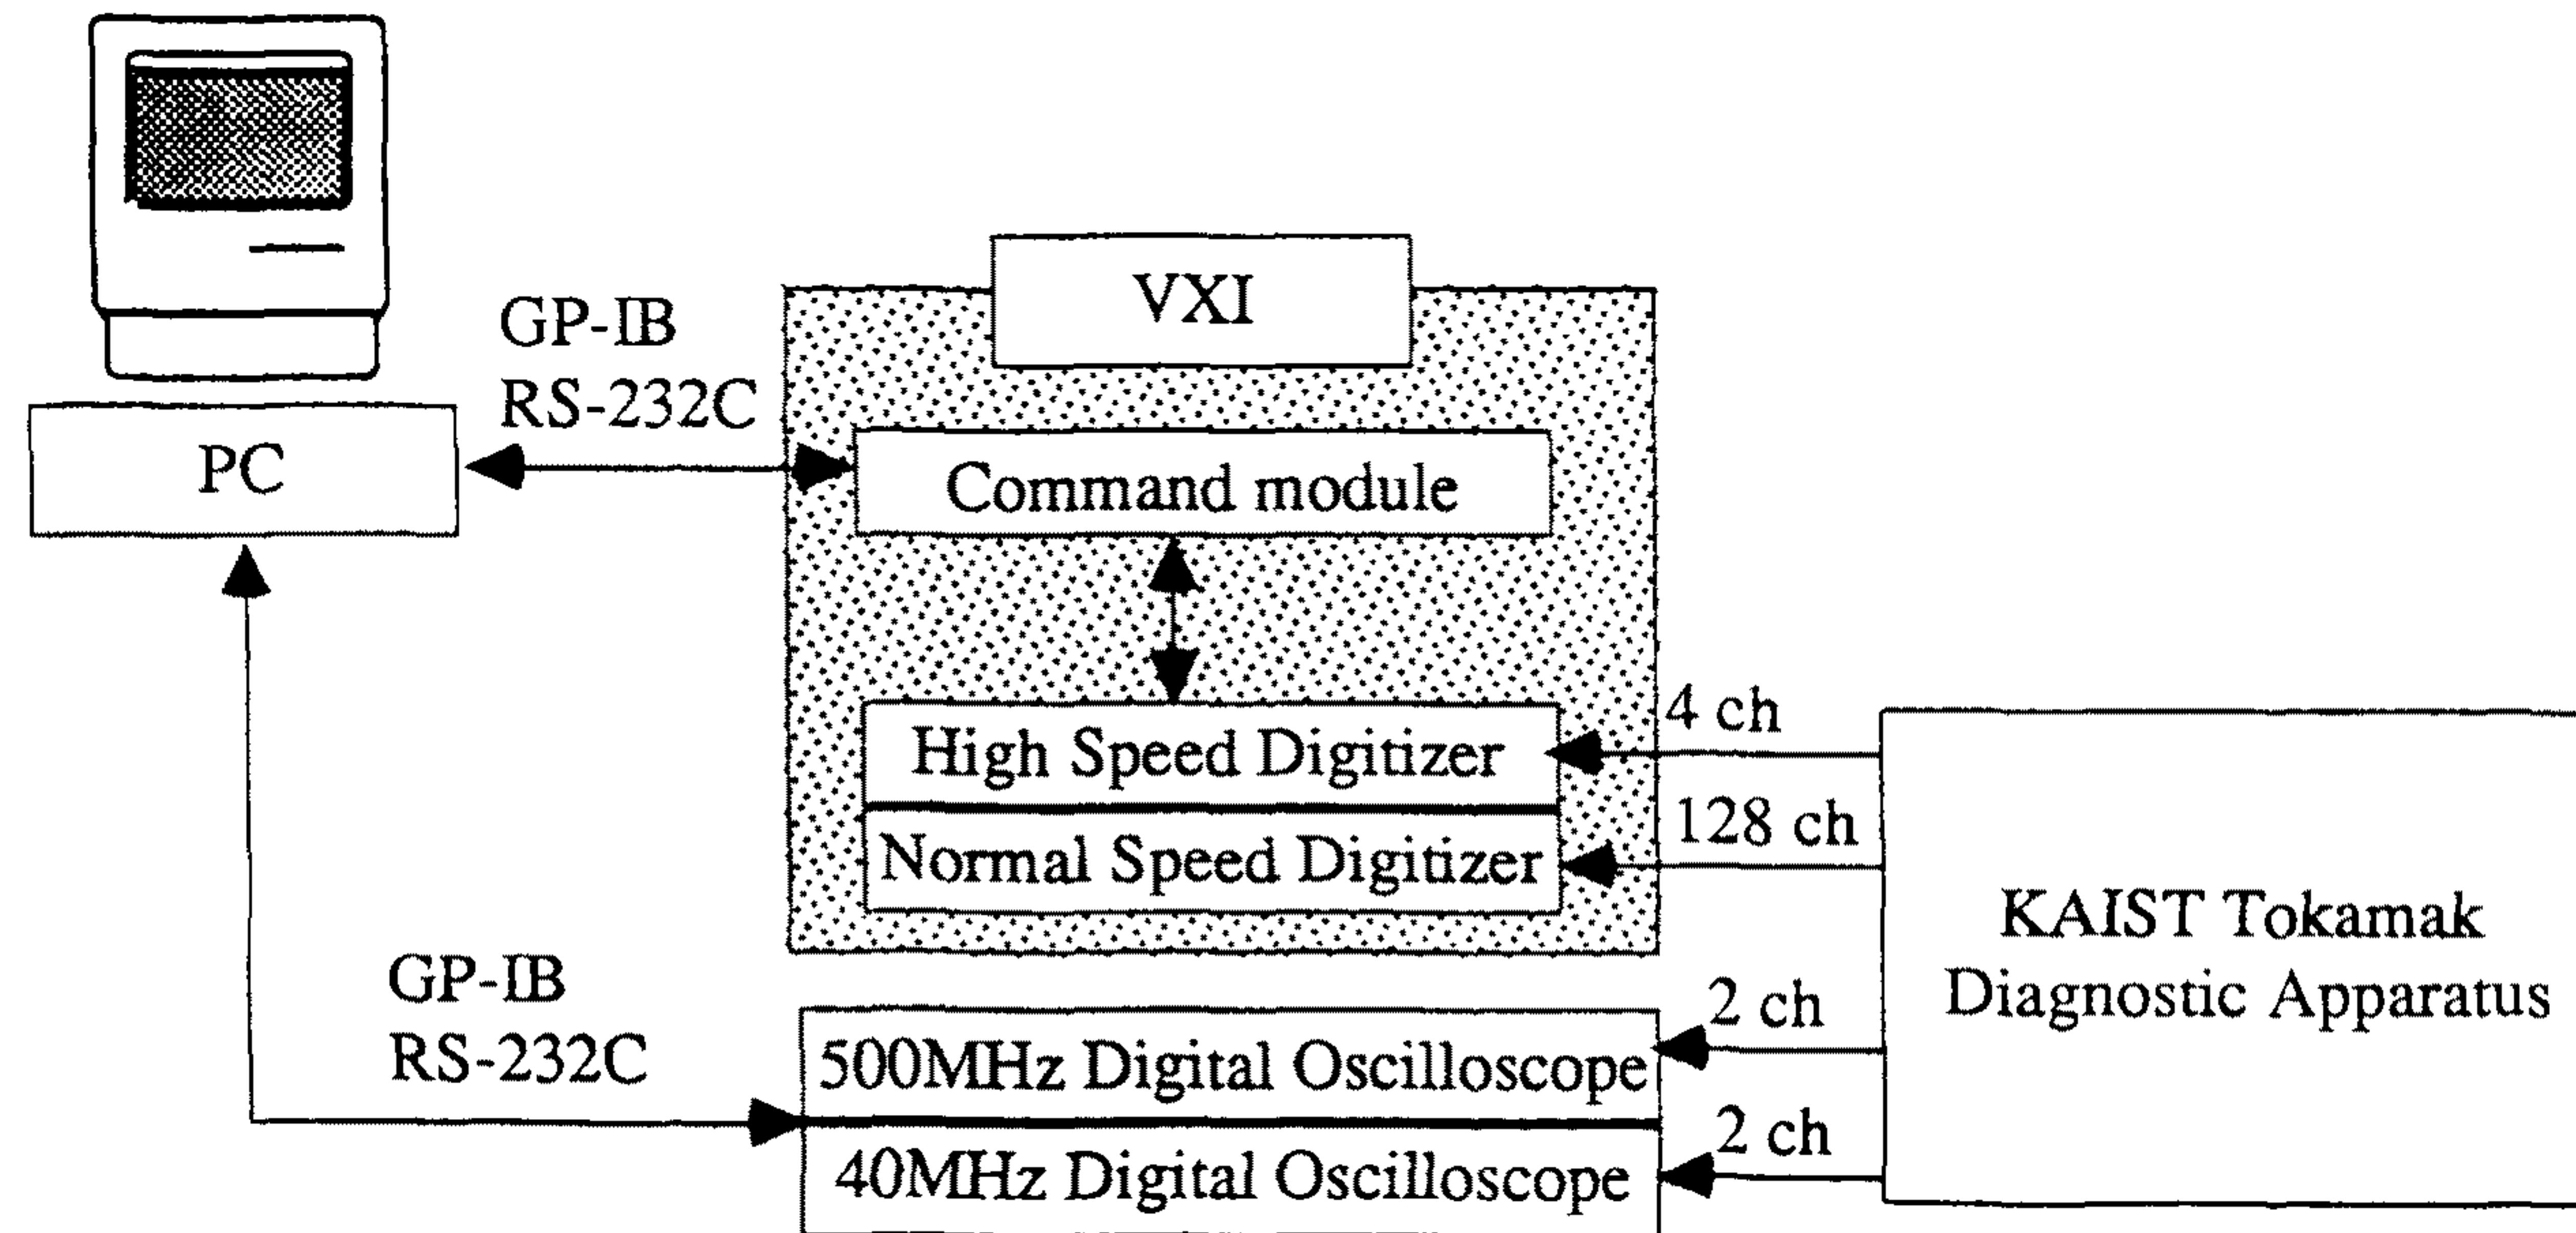 VXI
GP-IB
RS-232C
PC
Command module
4 ch
High Speed Digitizer
128 ch
Normal Speed Digitizer
KAIST Tokamak
Diagnostic Apparatus
GP-IB
RS-232C
2 ch
500MHz Digital Oscilloscope
2 ch
40MHz Digital Oscilloscope